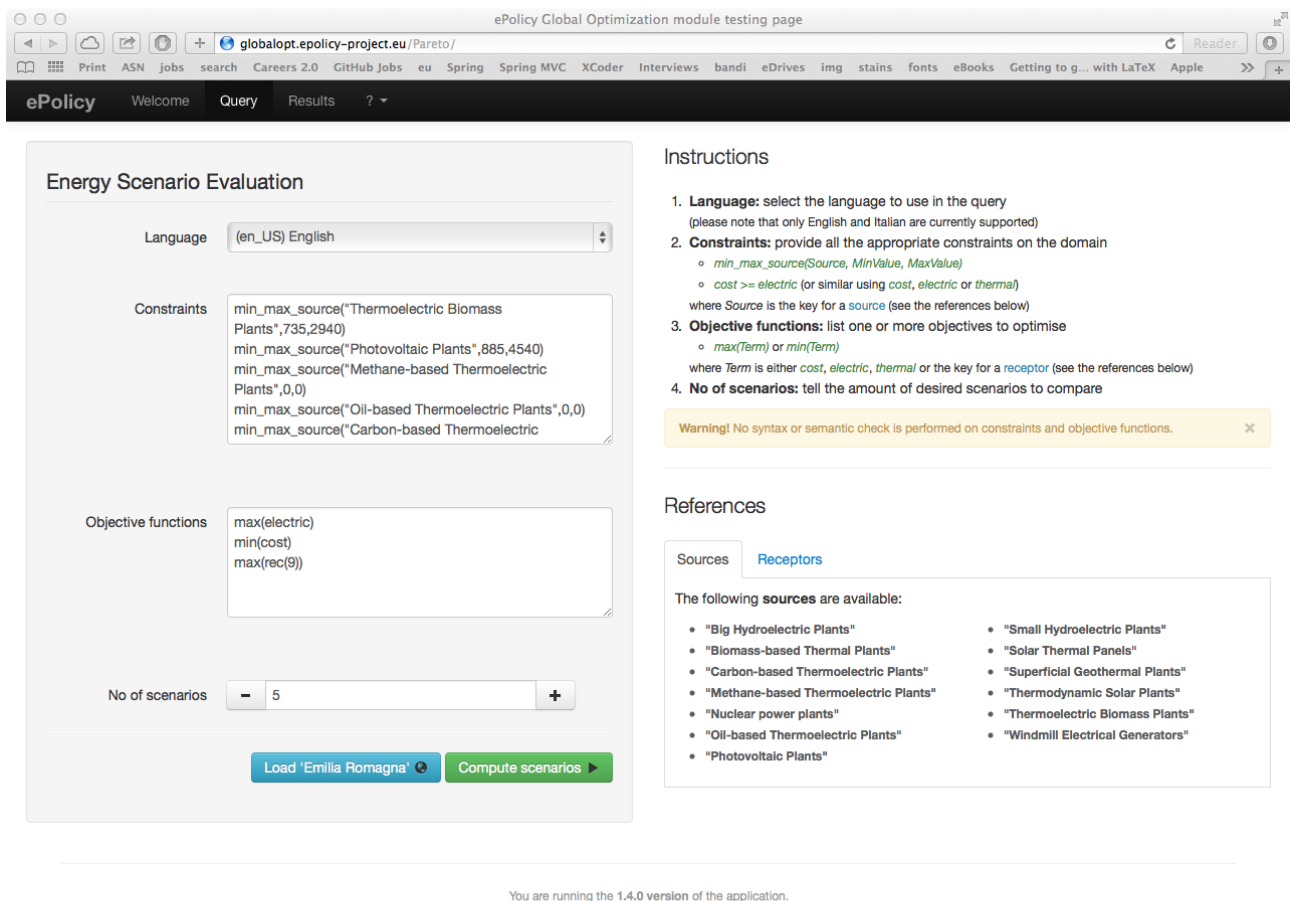 ePolicy Global Optimization module testing page
globalopt.epolicy-project.eu/Pareto/
Reader
Print ASN jobs search Careers 2.0 GitHub Jobs eu Spring Spring MVC XCoder Interviews bandi eDrives img stains fonts eBooks Getting to g... with LaTeX Apple
ePolicy Welcome Query Results ?
Energy Scenario Evaluation
Language
(en_US) English
Constraints
min_max_source("Thermoelectric Biomass
Plants",735,2940)
min_max_source("Photovoltaic Plants",885,4540)
min_max_source("Methane-based Thermoelectric
Plants",0,0)
min_max_source("Oil-based Thermoelectric Plants",0,0)
min_max_source("Carbon-based Thermoelectric
Objective functions
max(electric)
min(cost)
max(rec(9))
No of scenarios
- 5 +
Load 'Emilia Romagna'
Compute scenarios
Instructions
1. Language: select the language to use in the query
(please note that only English and Italian are currently supported)
2. Constraints: provide all the appropriate constraints on the domain
min_max_source(Source, MinValue, MaxValue)
cost >= electric (or similar using cost, electric or thermal)
where Source is the key for a source (see the references below)
3. Objective functions: list one or more objectives to optimise
max(Term) or min(Term)
where Term is either cost, electric, thermal or the key for a receptor (see the references below)
4. No of scenarios: tell the amount of desired scenarios to compare
Warning! No syntax or semantic check is performed on constraints and objective functions. ×
References
Sources Receptors
The following sources are available:
• "Big Hydroelectric Plants"
• "Biomass-based Thermal Plants"
• "Carbon-based Thermoelectric Plants"
• "Methane-based Thermoelectric Plants"
• "Nuclear power plants"
• "Oil-based Thermoelectric Plants"
• "Photovoltaic Plants"
• "Small Hydroelectric Plants"
• "Solar Thermal Panels"
• "Superficial Geothermal Plants"
• "Thermodynamic Solar Plants"
• "Thermoelectric Biomass Plants"
• "Windmill Electrical Generators"
You are running the 1.4.0 version of the application.